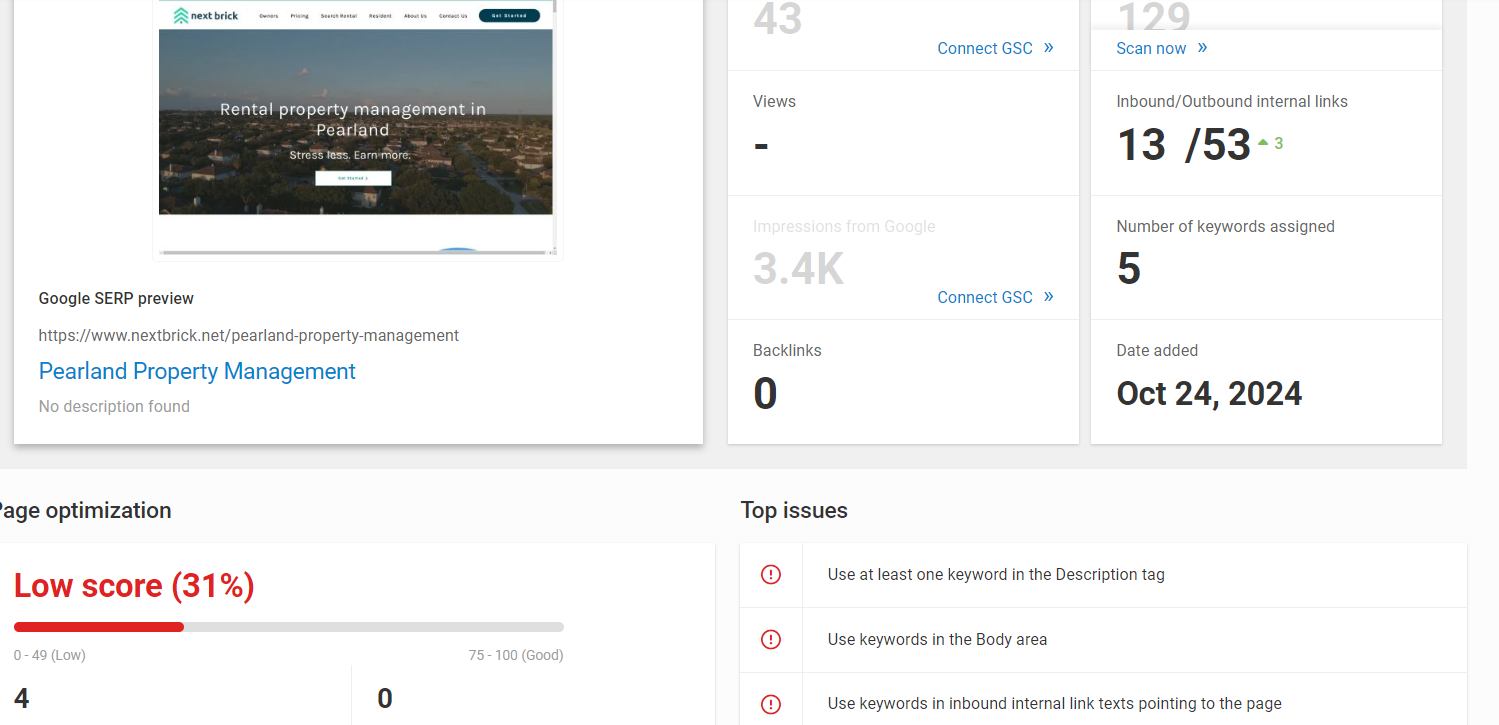 next brick
Owners
Pricing
Search Rental
Resident
About Us
Contact Us
Get Started
Rental property management in
Pearland
Stress less. Earn more.
Get Started
Google SERP preview
https://www.nextbrick.net/pearland-property-management
Pearland Property Management
No description found
43
Connect GSC »
Views
-
Impressions from Google
3.4K
Connect GSC »
Backlinks
0
129
Scan now »
Inbound/Outbound internal links
13 /53 3
Number of keywords assigned
5
Date added
Oct 24, 2024
Page optimization
Low score (31%)
0 - 49 (Low)
75 - 100 (Good)
4
0
Top issues
Use at least one keyword in the Description tag
Use keywords in the Body area
Use keywords in inbound internal link texts pointing to the page